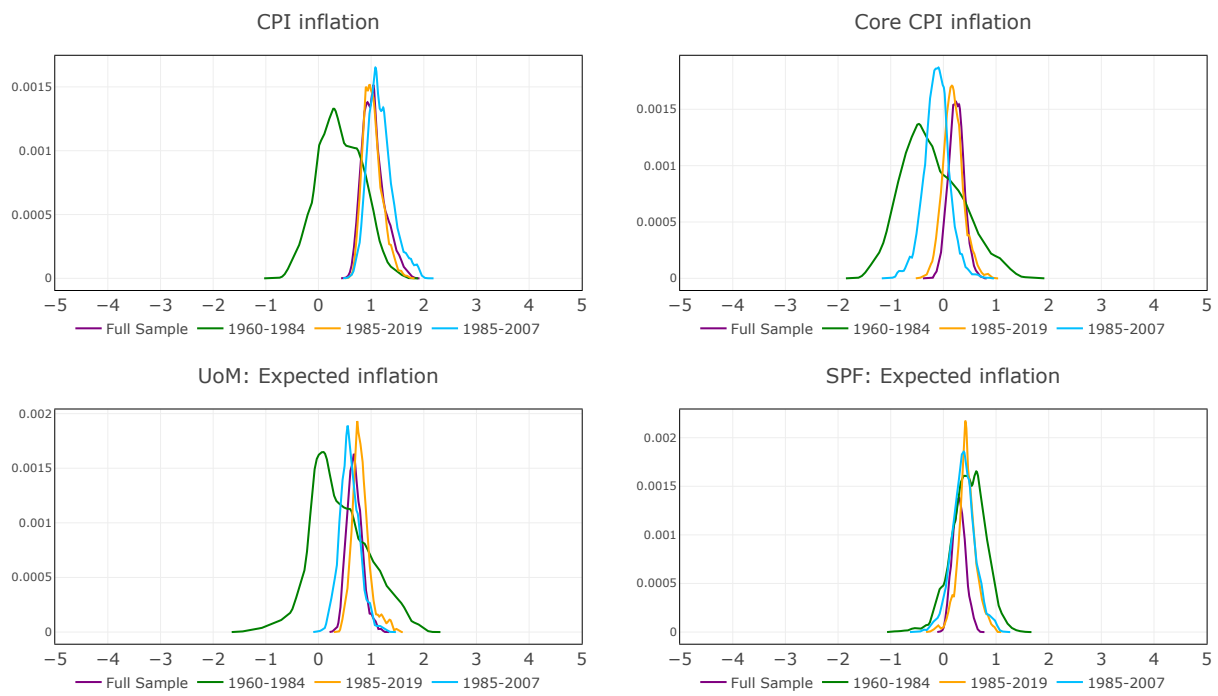 CPI inflation
0.0015
0.001
0.0005
0
−5 −4 −3 −2 −1 0 1 2 3 4 5
Full Sample 1960-1984 1985-2019 1985-2007
Core CPI inflation
0.0015
0.001
0.0005
0
−5 −4 −3 −2 −1 0 1 2 3 4 5
Full Sample 1960-1984 1985-2019 1985-2007
UoM: Expected inflation
0.002
0.0015
0.001
0.0005
0
−5 −4 −3 −2 −1 0 1 2 3 4 5
Full Sample 1960-1984 1985-2019 1985-2007
SPF: Expected inflation
0.002
0.0015
0.001
0.0005
0
−5 −4 −3 −2 −1 0 1 2 3 4 5
Full Sample 1960-1984 1985-2019 1985-2007